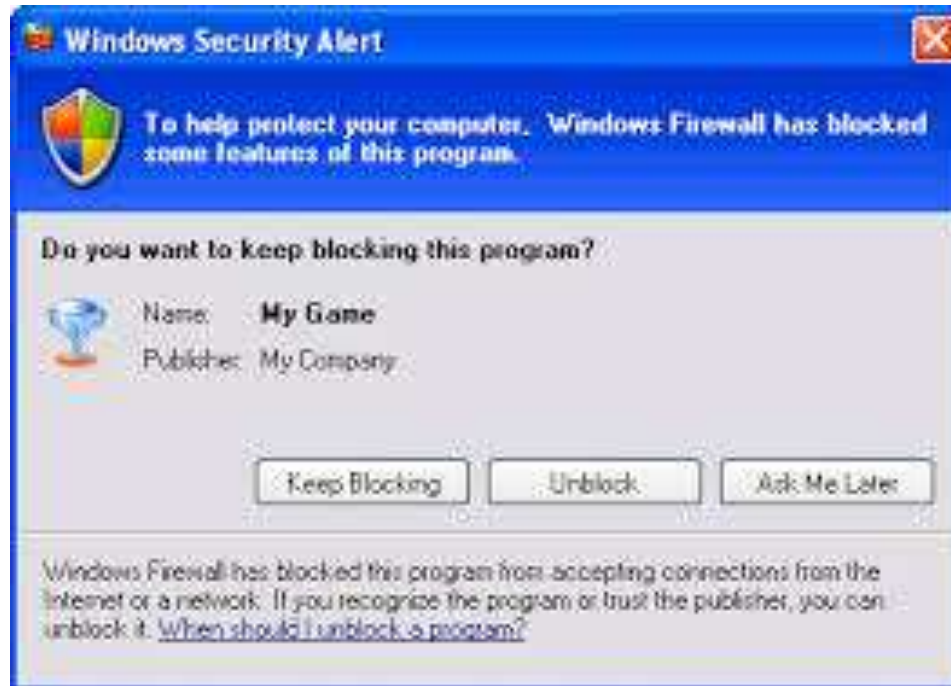 Windows Security Alert
To help protect your computer, Windows Firewall has blocked
some features of this program.
Do you want to keep blocking this program?
Name: My Game
Publisher: My Company
Keep Blocking Unblock Ask Me Later
Windows Firewall has blocked this program from accepting connections from the
Internet or a network. If you recognize the program or trust the publisher, you can
unblock it. When should I unblock a program?